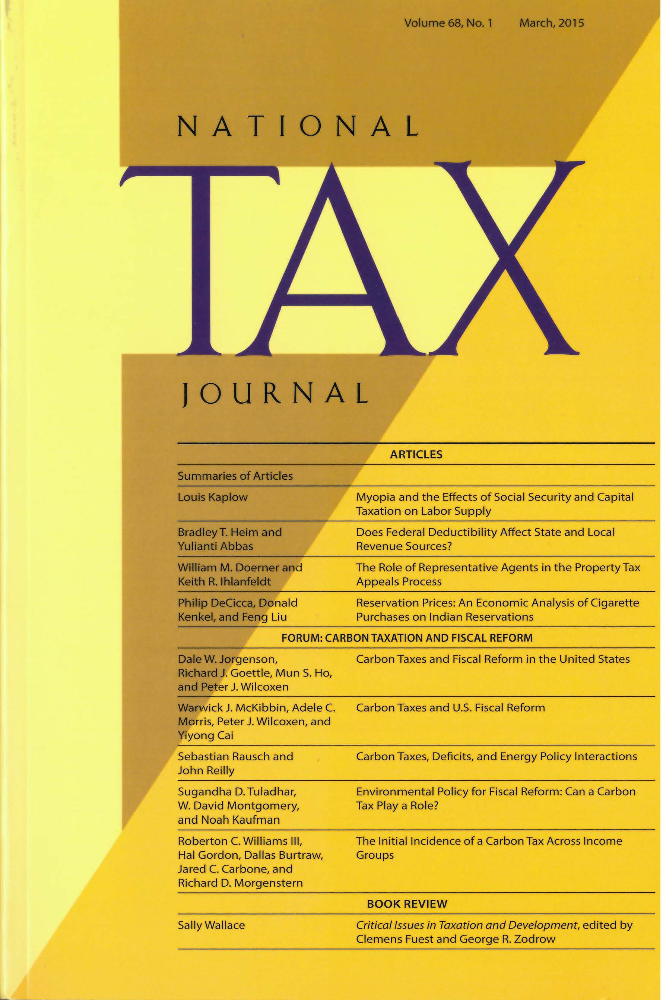 Volume 68, No. 1 March, 2015
NATIONAL
TAX
JOURNAL
ARTICLES
Summaries of Articles
Louis Kaplow
Myopia and the Effects of Social Security and Capital
Taxation on Labor Supply
Bradley T. Heim and
Yulianti Abbas
Does Federal Deductibility Affect State and Local
Revenue Sources?
William M. Doerner and
Keith R. Ihlanfeldt
The Role of Representative Agents in the Property Tax
Appeals Process
Philip DeCicca, Donald
Kenkel, and Feng Liu
Reservation Prices: An Economic Analysis of Cigarette
Purchases on Indian Reservations
FORUM: CARBON TAXATION AND FISCAL REFORM
Dale W. Jorgenson,
Richard J. Goettle, Mun S. Ho,
and Peter J. Wilcoxen
Carbon Taxes and Fiscal Reform in the United States
Warwick J. McKibbin, Adele C.
Morris, Peter J. Wilcoxen, and
Yiyong Cai
Carbon Taxes and U.S. Fiscal Reform
Sebastian Rausch and
John Reilly
Carbon Taxes, Deficits, and Energy Policy Interactions
Sugandha D. Tuladhar,
W. David Montgomery,
and Noah Kaufman
Environmental Policy for Fiscal Reform: Can a Carbon
Tax Play a Role?
Roberton C. Williams III,
Hal Gordon, Dallas Burtraw,
Jared C. Carbone, and
Richard D. Morgenstern
The Initial Incidence of a Carbon Tax Across Income
Groups
BOOK REVIEW
Sally Wallace
Critical Issues in Taxation and Development, edited by
Clemens Fuest and George R. Zodrow